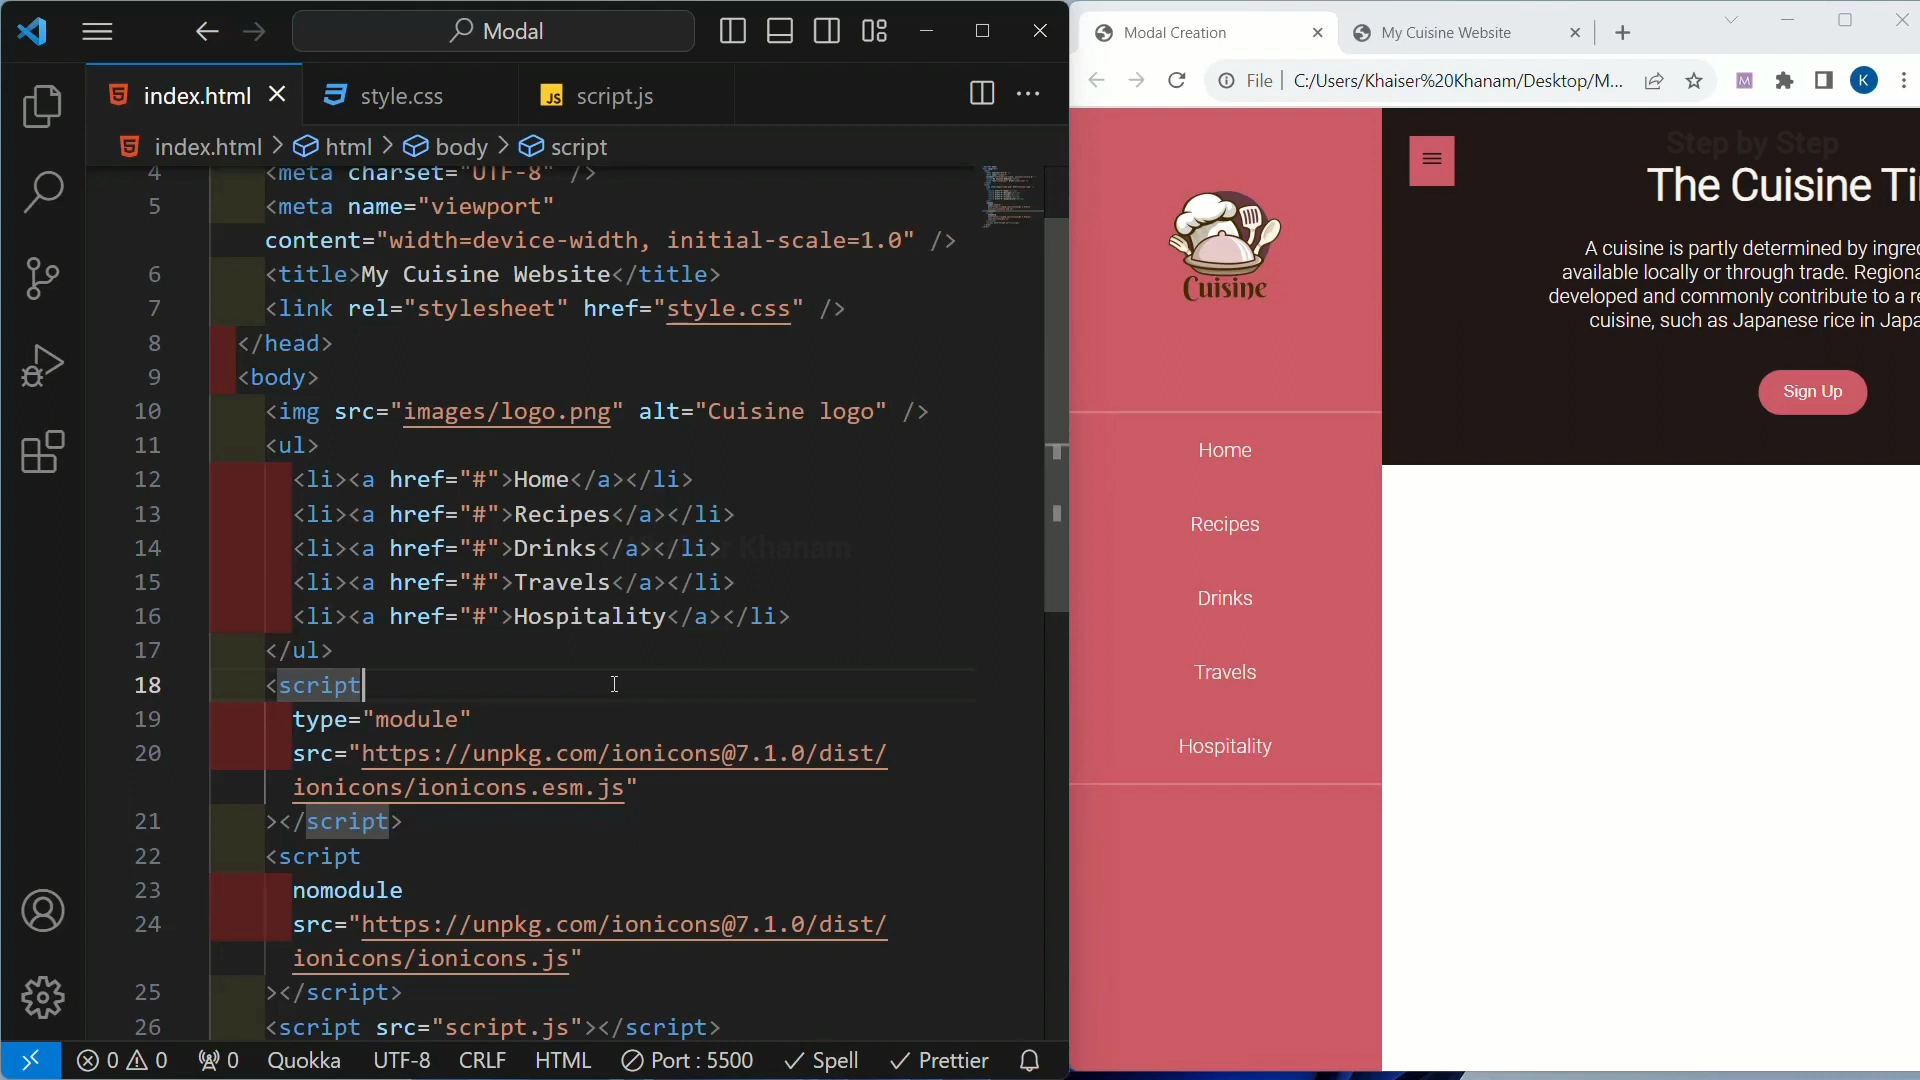 Modal
index.html
style.css
script.js
index.html > html > body > script
4 <meta charset="UTF-8" />
5 <meta name="viewport"
content="width=device-width, initial-scale=1.0" />
6 <title>My Cuisine Website</title>
7 <link rel="stylesheet" href="style.css" />
8 </head>
9 <body>
10 <img src="images/logo.png" alt="Cuisine logo" />
11 <ul>
12 <li><a href="#">Home</a></li>
13 <li><a href="#">Recipes</a></li>
14 <li><a href="#">Drinks</a></li>
15 <li><a href="#">Travels</a></li>
16 <li><a href="#">Hospitality</a></li>
Khanam
17 </ul>
18 <script
19 type="module"
20 src="https://unpkg.com/ionicons@7.1.0/dist/
ionicons/ionicons.esm.js"
21 ></script>
22 <script
23 nomodule
24 src="https://unpkg.com/ionicons@7.1.0/dist/
ionicons/ionicons.js"
25 ></script>
26 <script src="script.js"></script>
0 0 0 Quokka UTF-8 CRLF HTML Port : 5500 Spell Prettier
Modal Creation
My Cuisine Website
File C:/Users/Khaiser%20Khanam/Desktop/M...
K
Cuisine
Home
Recipes
Drinks
Travels
Hospitality
Step by Step
The Cuisine Ti
A cuisine is partly determined by ingre
available locally or through trade. Regiona
developed and commonly contribute to a re
cuisine, such as Japanese rice in Japa
Sign Up